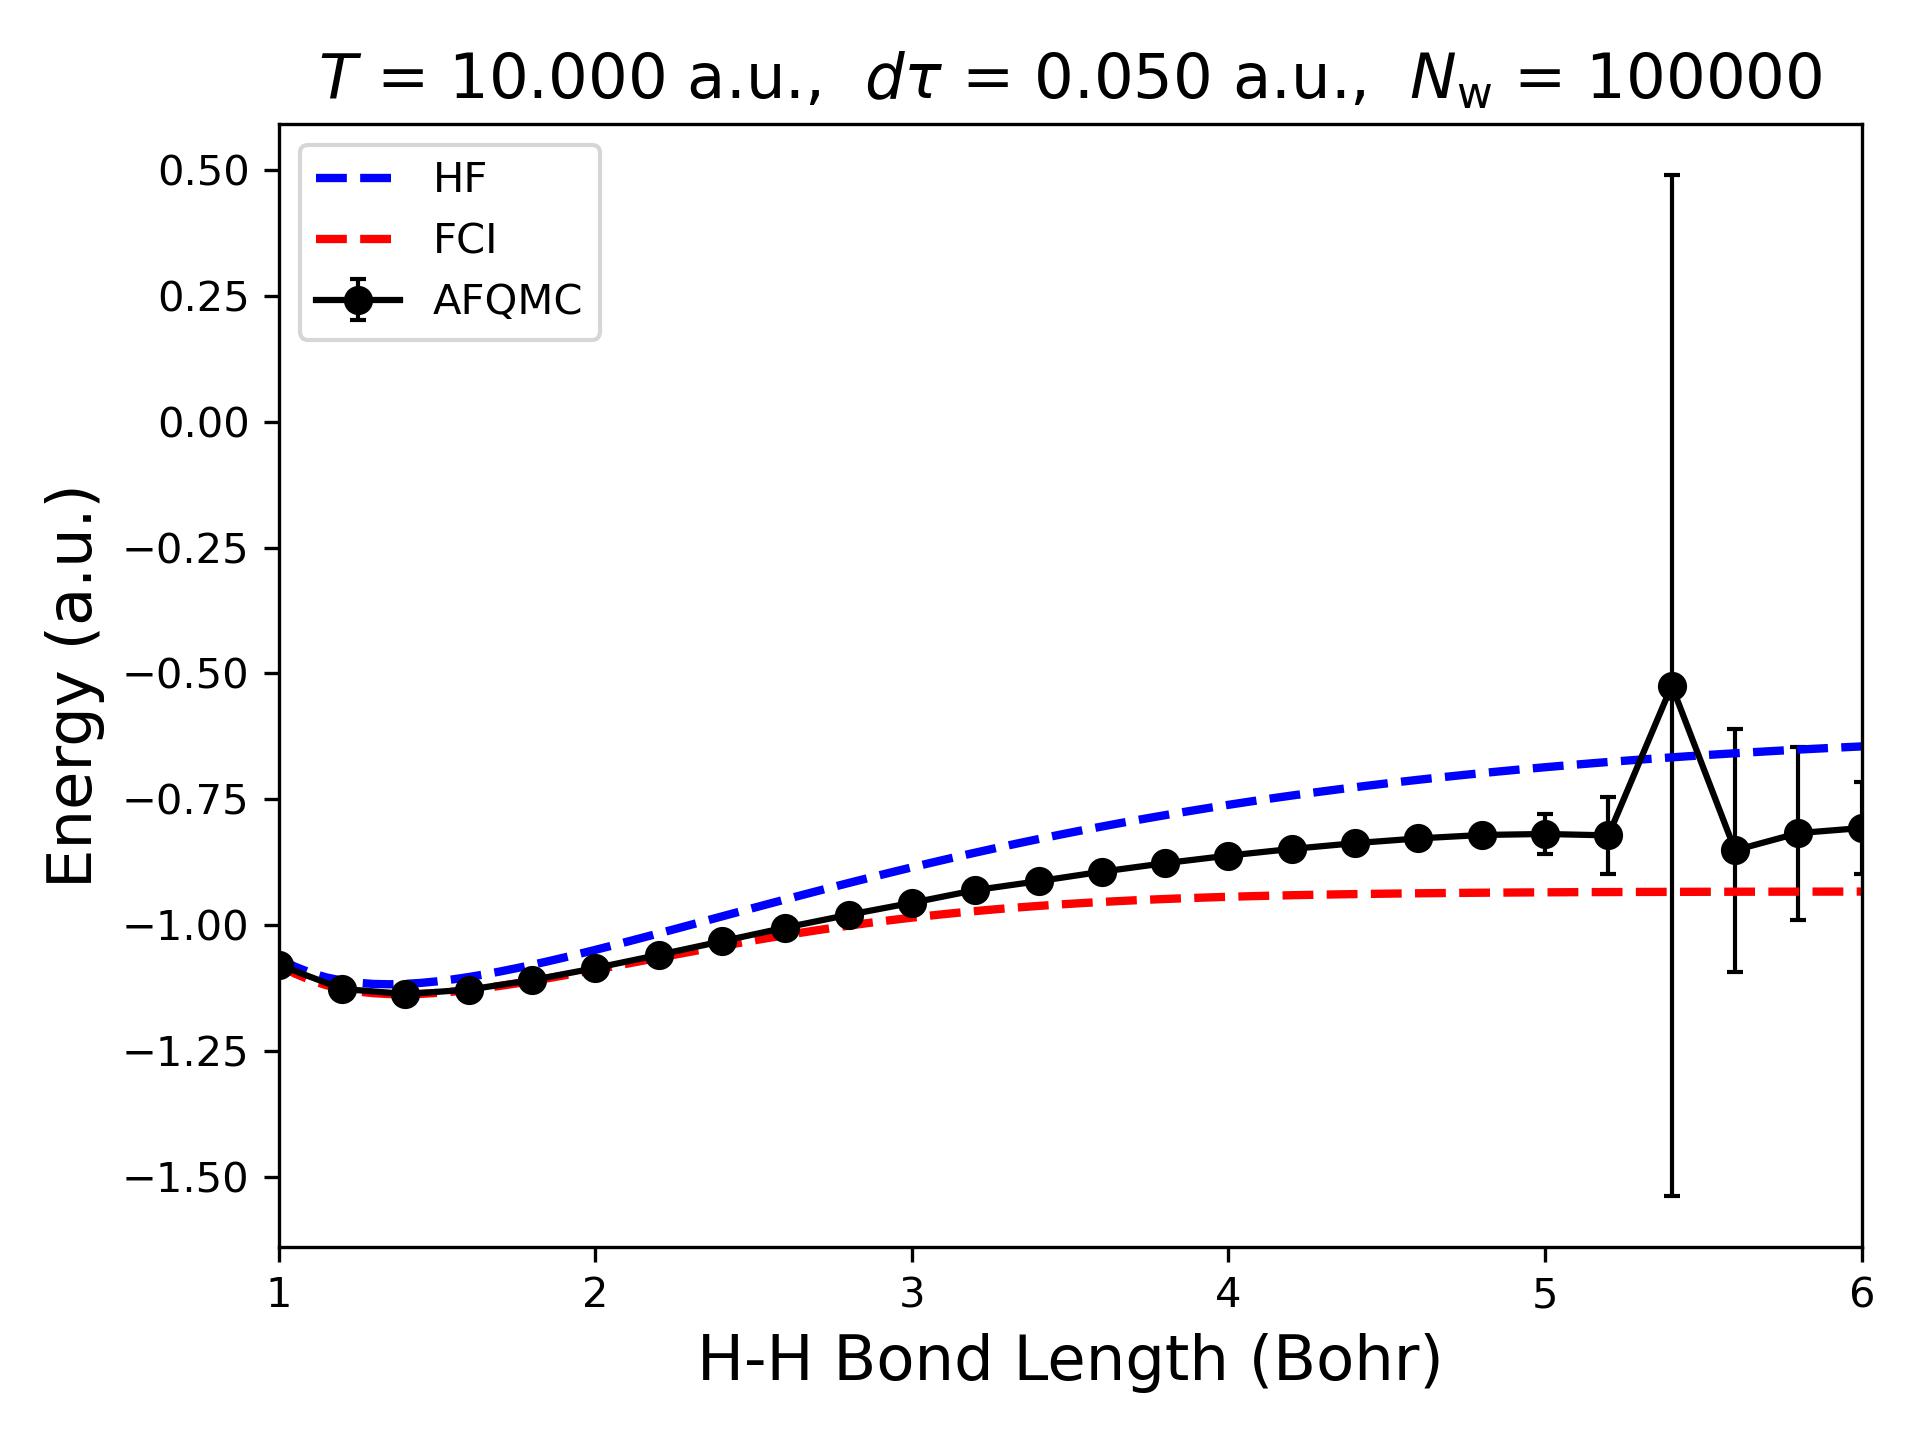 T = 10.000 a.u., dτ = 0.050 a.u., N_w = 100000
HF
FCI
AFQMC
0.50
0.25
0.00
−0.25
−0.50
−0.75
−1.00
−1.25
−1.50
Energy (a.u.)
1 2 3 4 5 6
H-H Bond Length (Bohr)